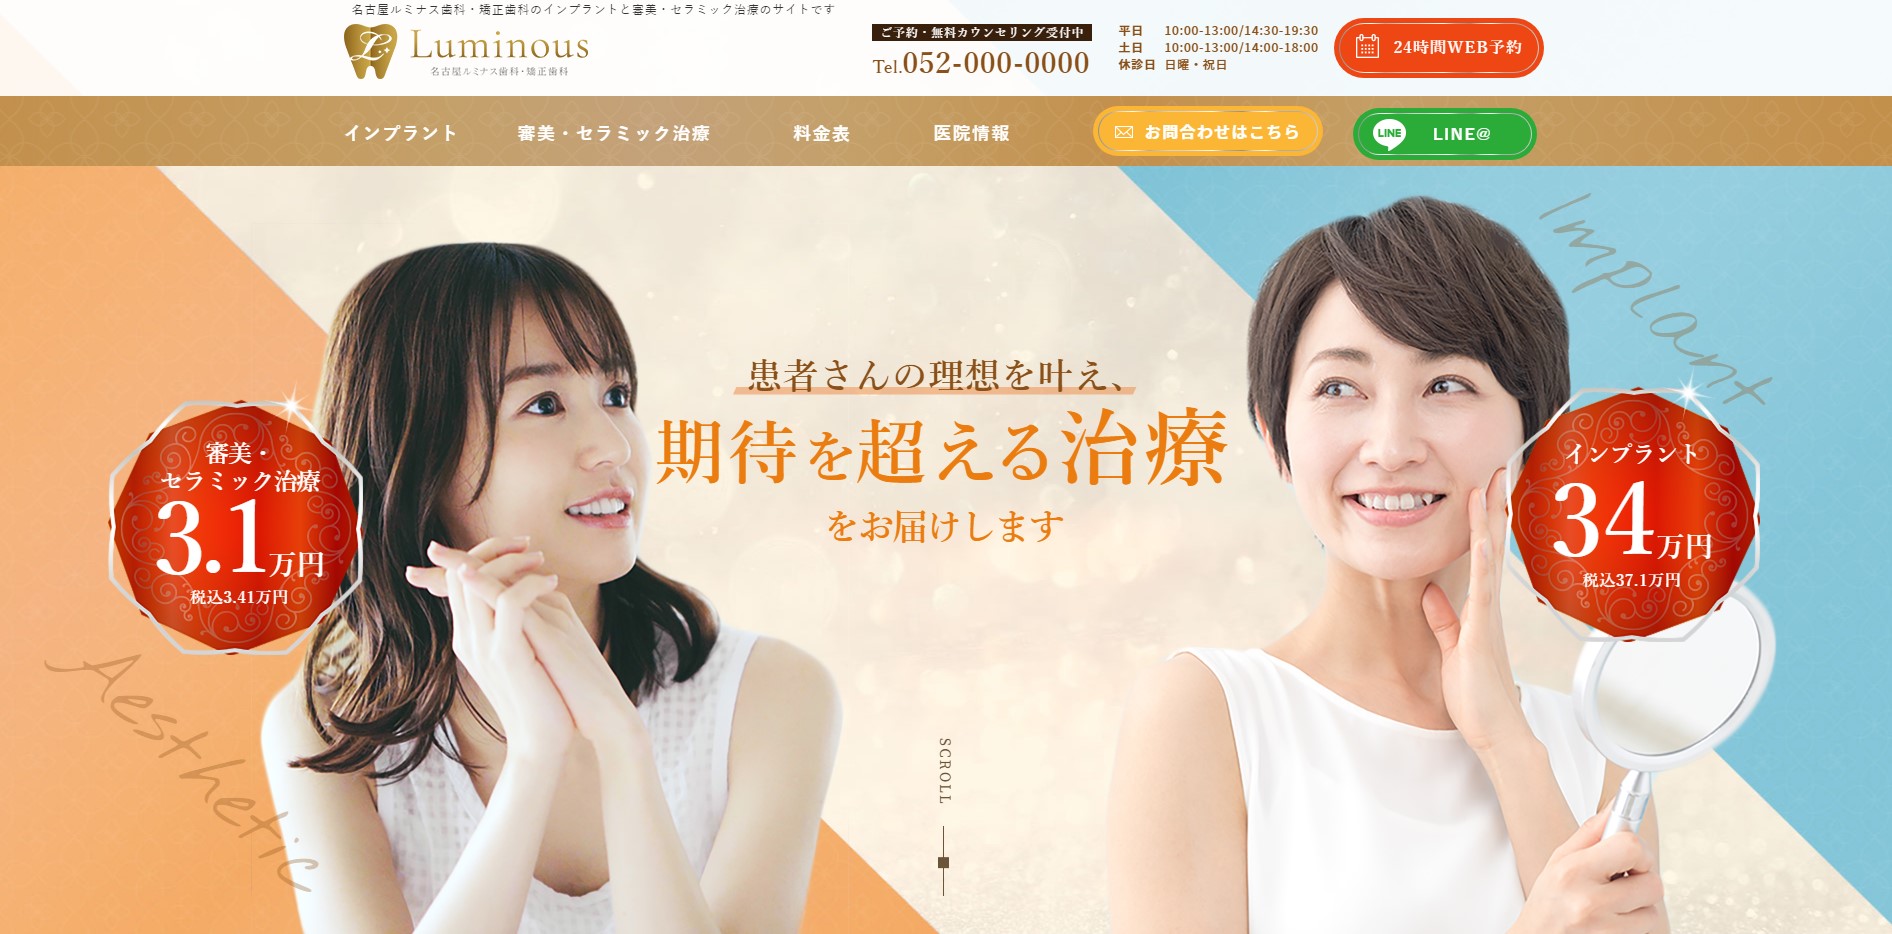 名古屋ルミナス歯科・矯正歯科のインプラントと審美・セラミック治療のサイトです
Luminous
名古屋ルミナス歯科・矯正歯科
ご予約・無料カウンセリング受付中
Tel.052-000-0000
平日 10:00-13:00/14:30-19:30
土日 10:00-13:00/14:00-18:00
休診日 日曜・祝日
24時間WEB予約
インプラント
審美・セラミック治療
料金表
医院情報
お問合わせはこちら
LINE
LINE@
Implant
患者さんの理想を叶え、
期待を超える治療
をお届けします
審美・
セラミック治療
3.1万円
税込3.41万円
インプラント
34万円
税込37.1万円
Aesthetic
SCROLL